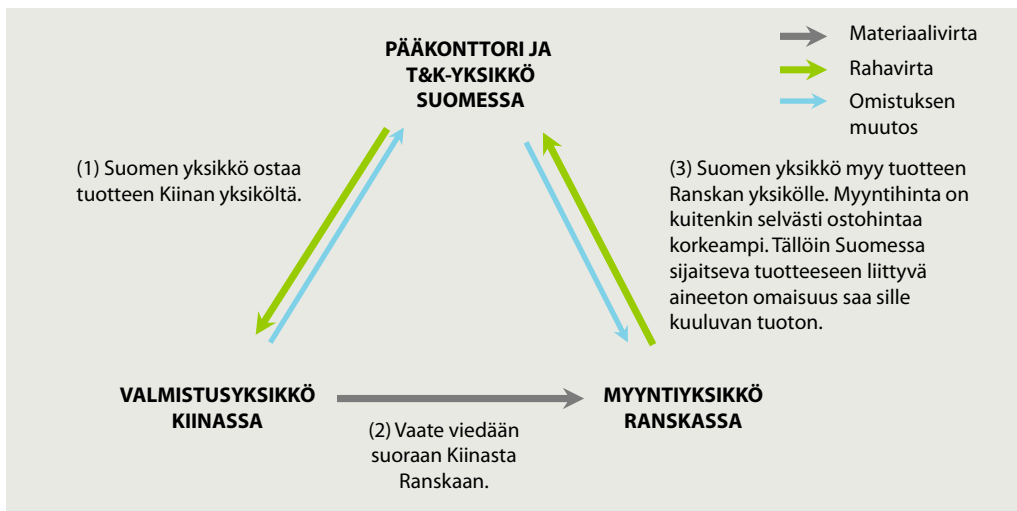 PÄÄKONTTORI JA
T&K-YKSIKKÖ
SUOMESSA
Materiaalivirta
Rahavirta
Omistuksen
muutos
(1) Suomen yksikkö ostaa
tuotteen Kiinan yksiköltä.
(3) Suomen yksikkö myy tuotteen
Ranskan yksikölle. Myyntihinta on
kuitenkin selvästi ostohintaa
korkeampi. Tällöin Suomessa
sijaitseva tuotteeseen liittyvä
aineeton omaisuus saa sille
kuuluvan tuoton.
VALMISTUSYKSIKKÖ
KIINASSA
MYYNTIYKSIKKÖ
RANSKASSA
(2) Vaate viedään
suoraan Kiinasta
Ranskaan.